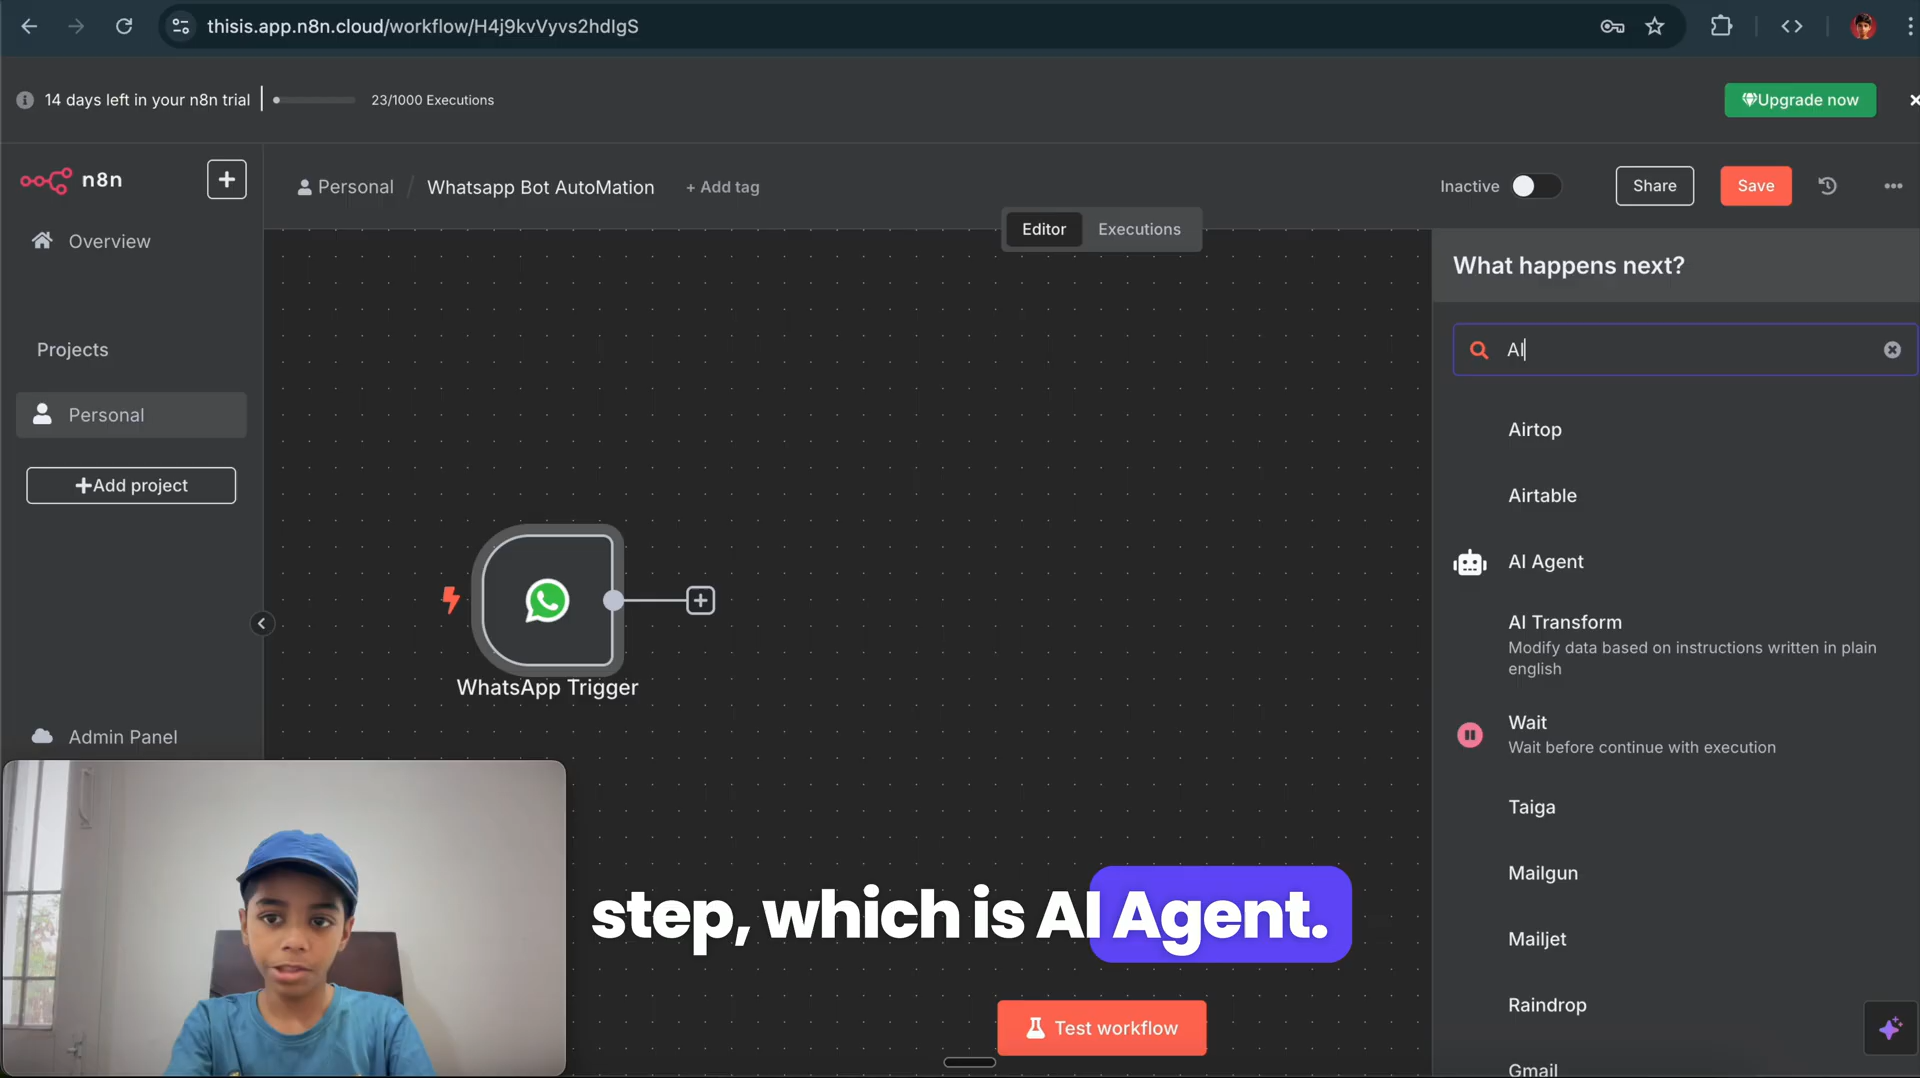 thisis.app.n8n.cloud/workflow/H4j9kvVyvs2hdIgS
14 days left in your n8n trial
23/1000 Executions
Upgrade now
n8n
Personal / Whatsapp Bot AutoMation + Add tag
Inactive
Share
Save
Editor
Executions
Overview
Projects
Personal
Add project
Admin Panel
WhatsApp Trigger
What happens next?
AI
Airtop
Airtable
AI Agent
AI Transform
Modify data based on instructions written in plain
english
Wait
Wait before continue with execution
Taiga
Mailgun
Mailjet
Raindrop
Gmail
step, which is AI Agent.
Test workflow